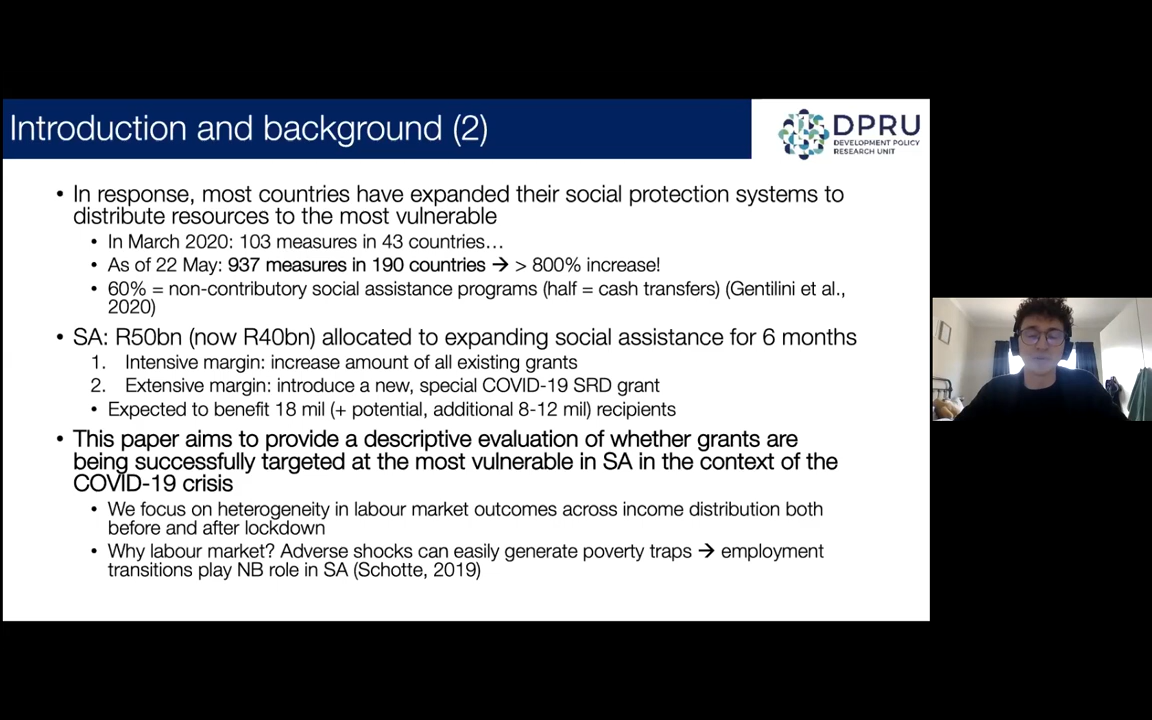 Introduction and background (2)
DPRU
DEVELOPMENT POLICY
RESEARCH UNIT
• In response, most countries have expanded their social protection systems to
distribute resources to the most vulnerable
• In March 2020: 103 measures in 43 countries…
• As of 22 May: 937 measures in 190 countries → > 800% increase!
• 60% = non-contributory social assistance programs (half = cash transfers) (Gentilini et al.,
2020)
• SA: R50bn (now R40bn) allocated to expanding social assistance for 6 months
1. Intensive margin: increase amount of all existing grants
2. Extensive margin: introduce a new, special COVID-19 SRD grant
• Expected to benefit 18 mil (+ potential, additional 8-12 mil) recipients
• This paper aims to provide a descriptive evaluation of whether grants are
being successfully targeted at the most vulnerable in SA in the context of the
COVID-19 crisis
• We focus on heterogeneity in labour market outcomes across income distribution both
before and after lockdown
• Why labour market? Adverse shocks can easily generate poverty traps → employment
transitions play NB role in SA (Schotte, 2019)